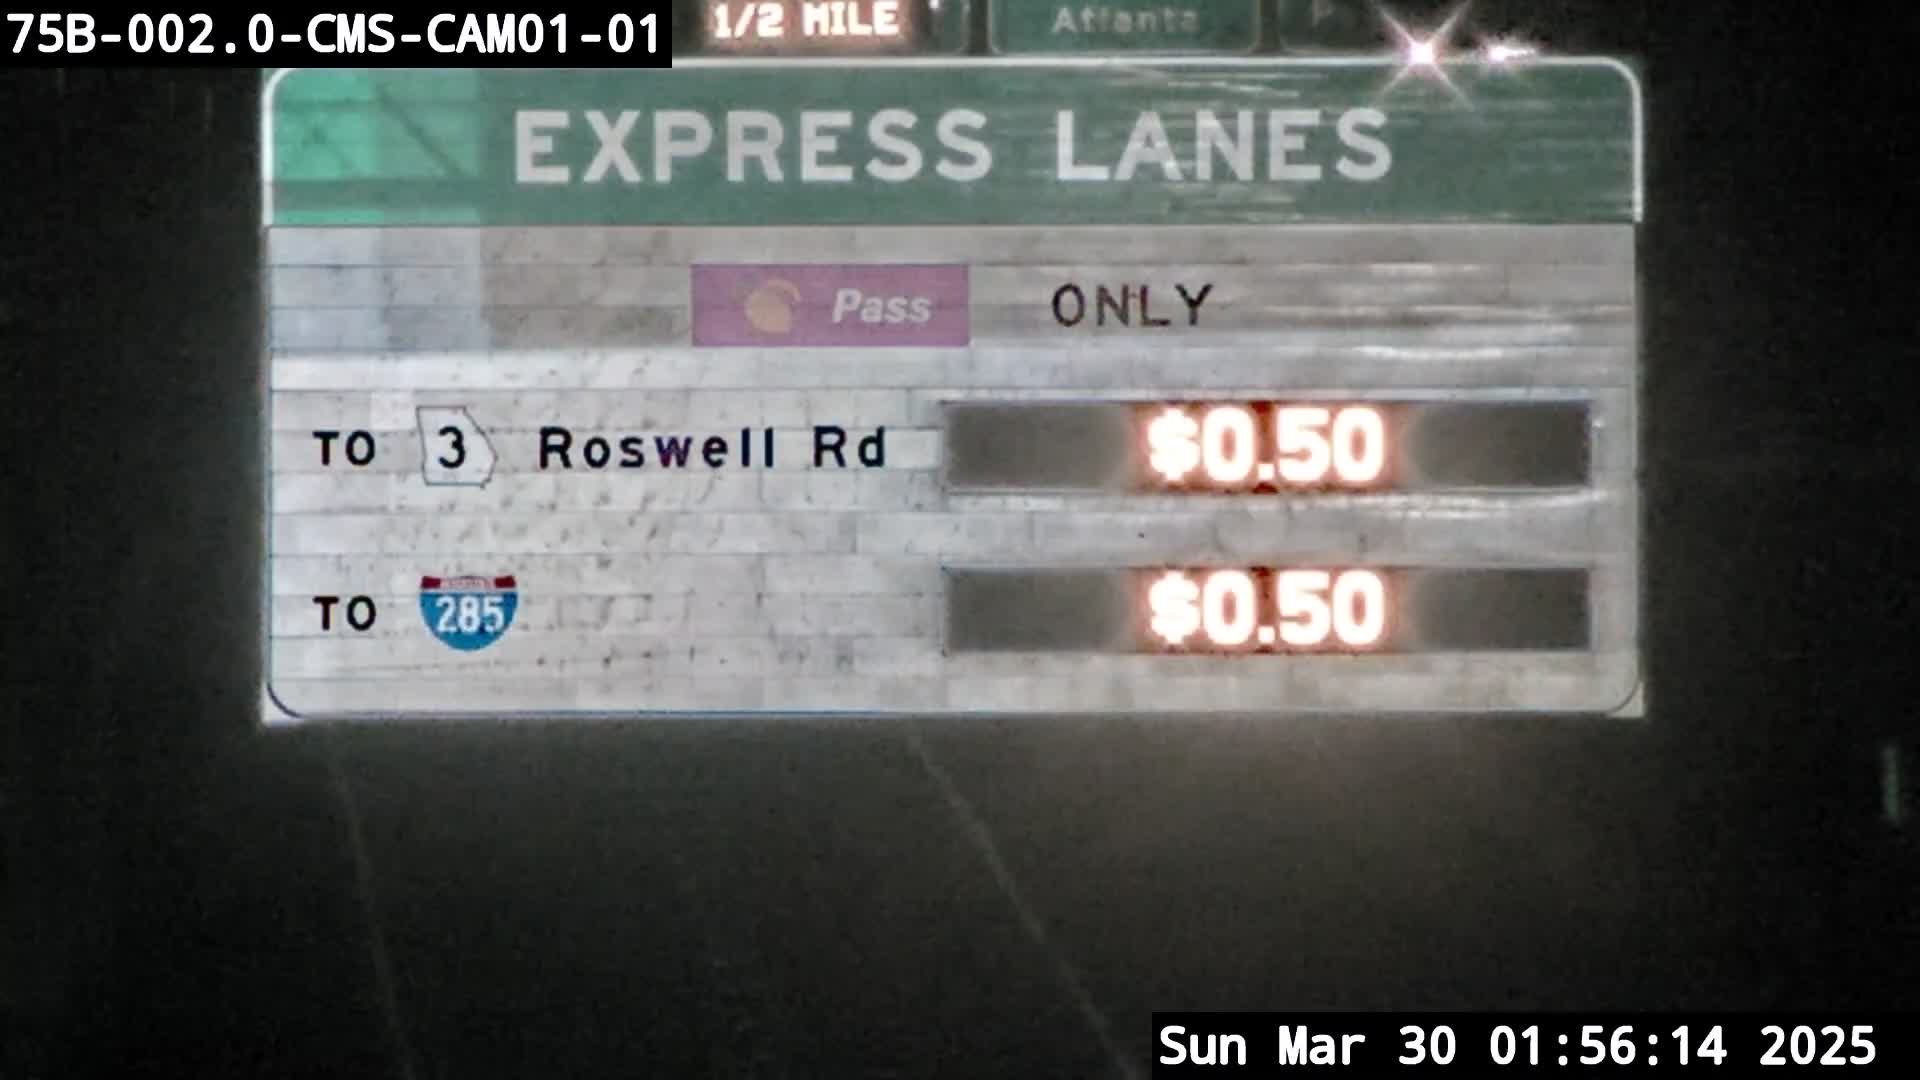 75B-002.0-CMS-CAM01-01
1/2 MILE
Atlanta
EXPRESS LANES
Pass ONLY
TO 3 Roswell Rd $0.50
TO 285 $0.50
Sun Mar 30 01:56:14 2025